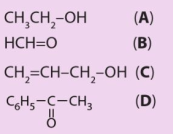 CH₃CH₂–OH (A)
HCH=O (B)
CH₂=CH–CH₂–OH (C)
C₆H₅–C–CH₃ (D)
||
O